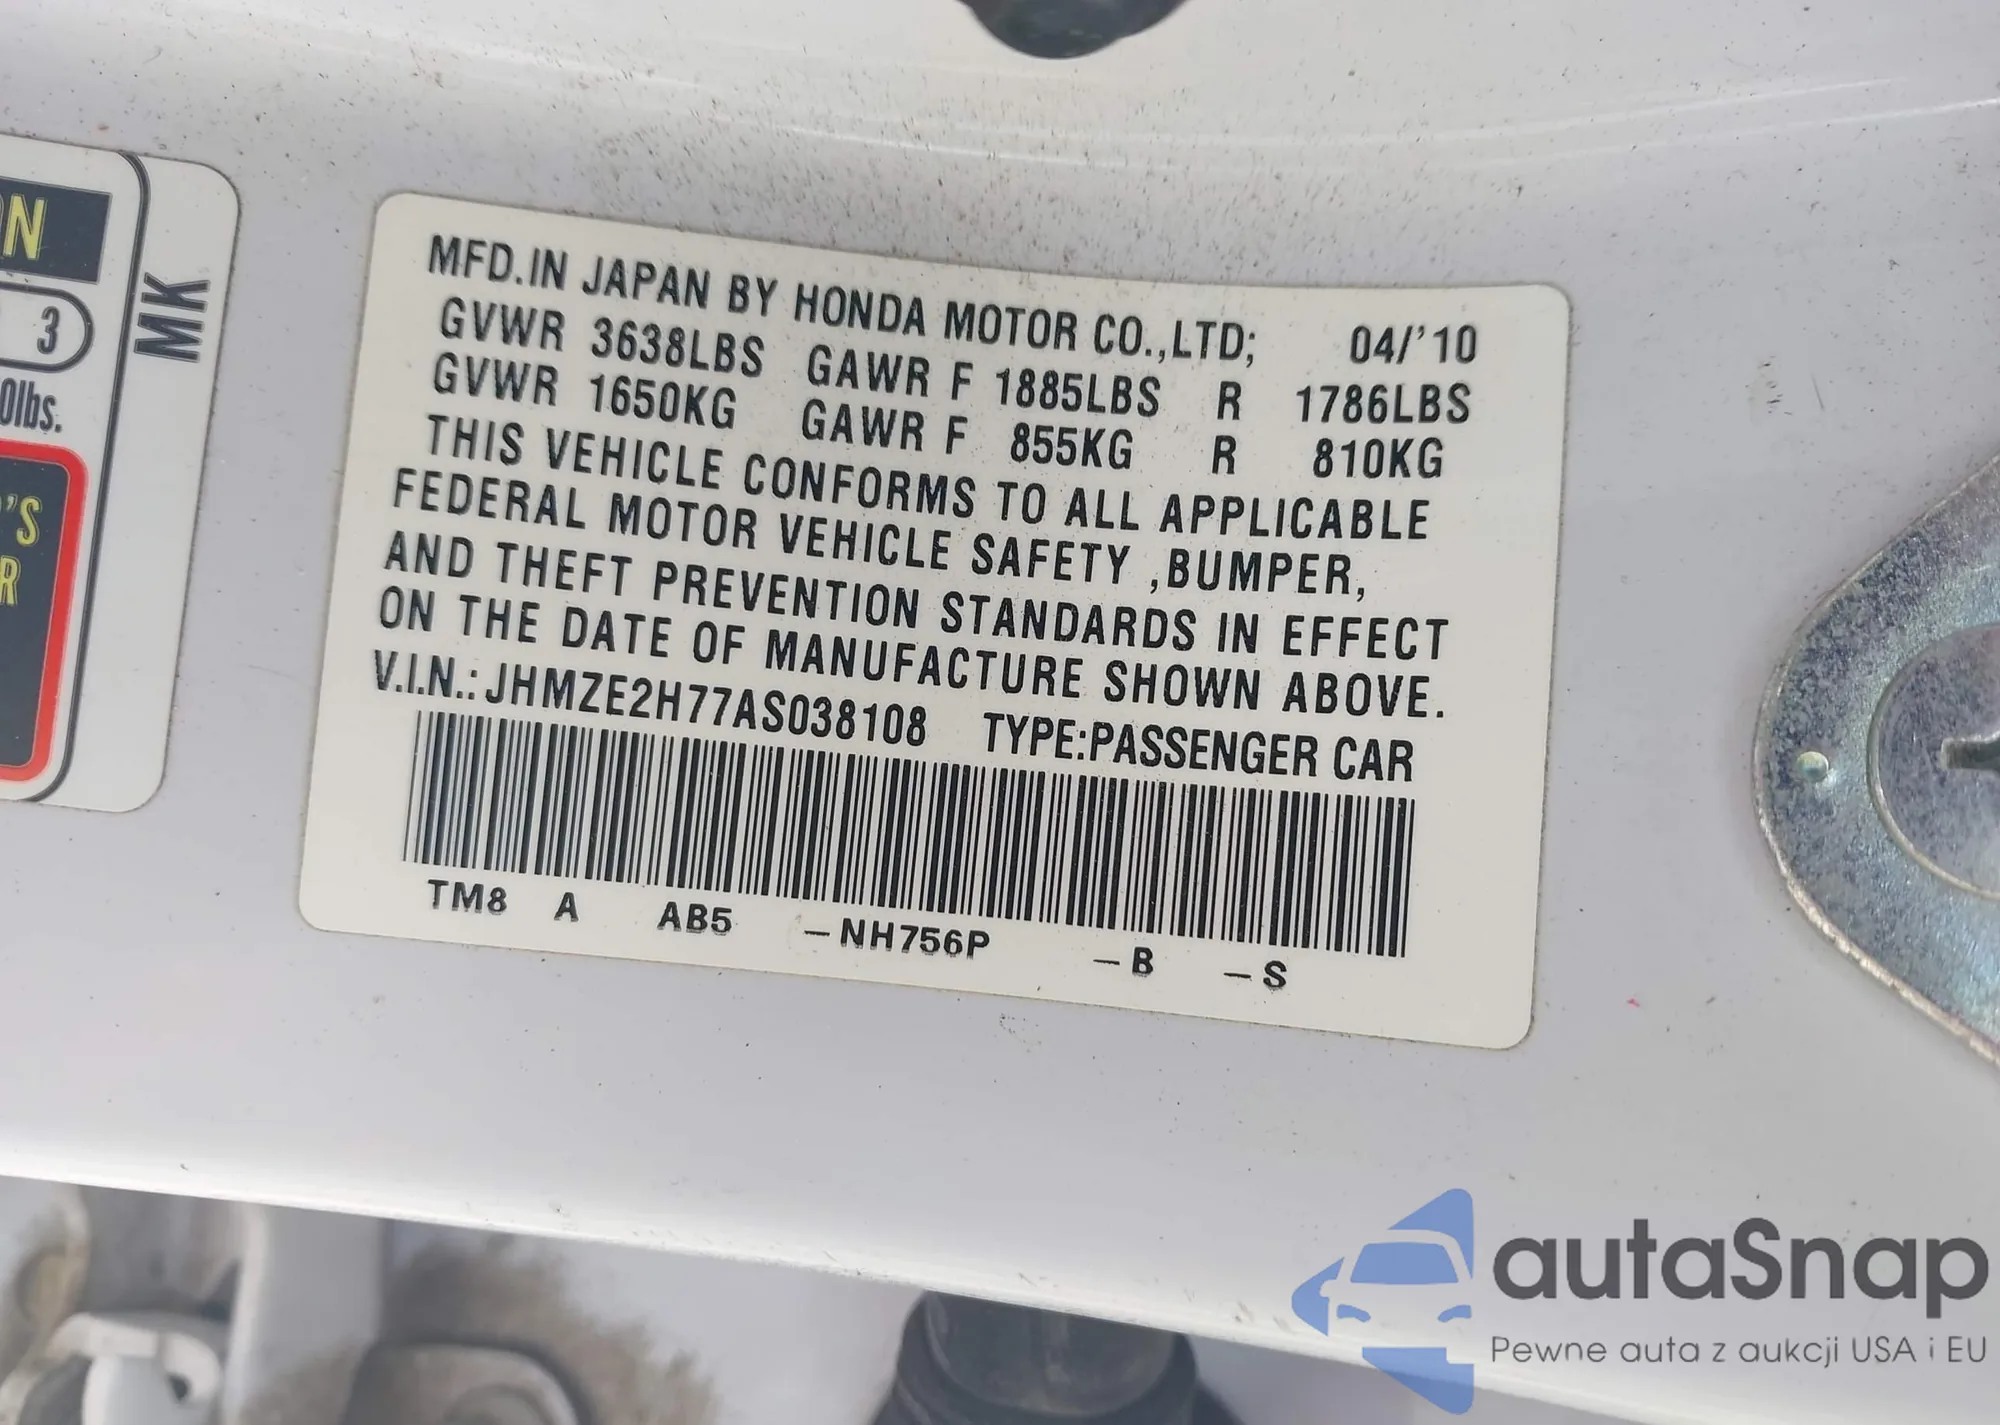 ON
3
0lbs.
'S
R
MK
MFD.IN JAPAN BY HONDA MOTOR CO.,LTD; 04/'10
GVWR 3638LBS GAWR F 1885LBS R 1786LBS
GVWR 1650KG GAWR F 855KG R 810KG
THIS VEHICLE CONFORMS TO ALL APPLICABLE
FEDERAL MOTOR VEHICLE SAFETY ,BUMPER,
AND THEFT PREVENTION STANDARDS IN EFFECT
ON THE DATE OF MANUFACTURE SHOWN ABOVE.
V.I.N.: JHMZE2H77AS038108 TYPE:PASSENGER CAR
TM8 A AB5 –NH756P –B –S
autaSnap
Pewne auta z aukcji USA i EU